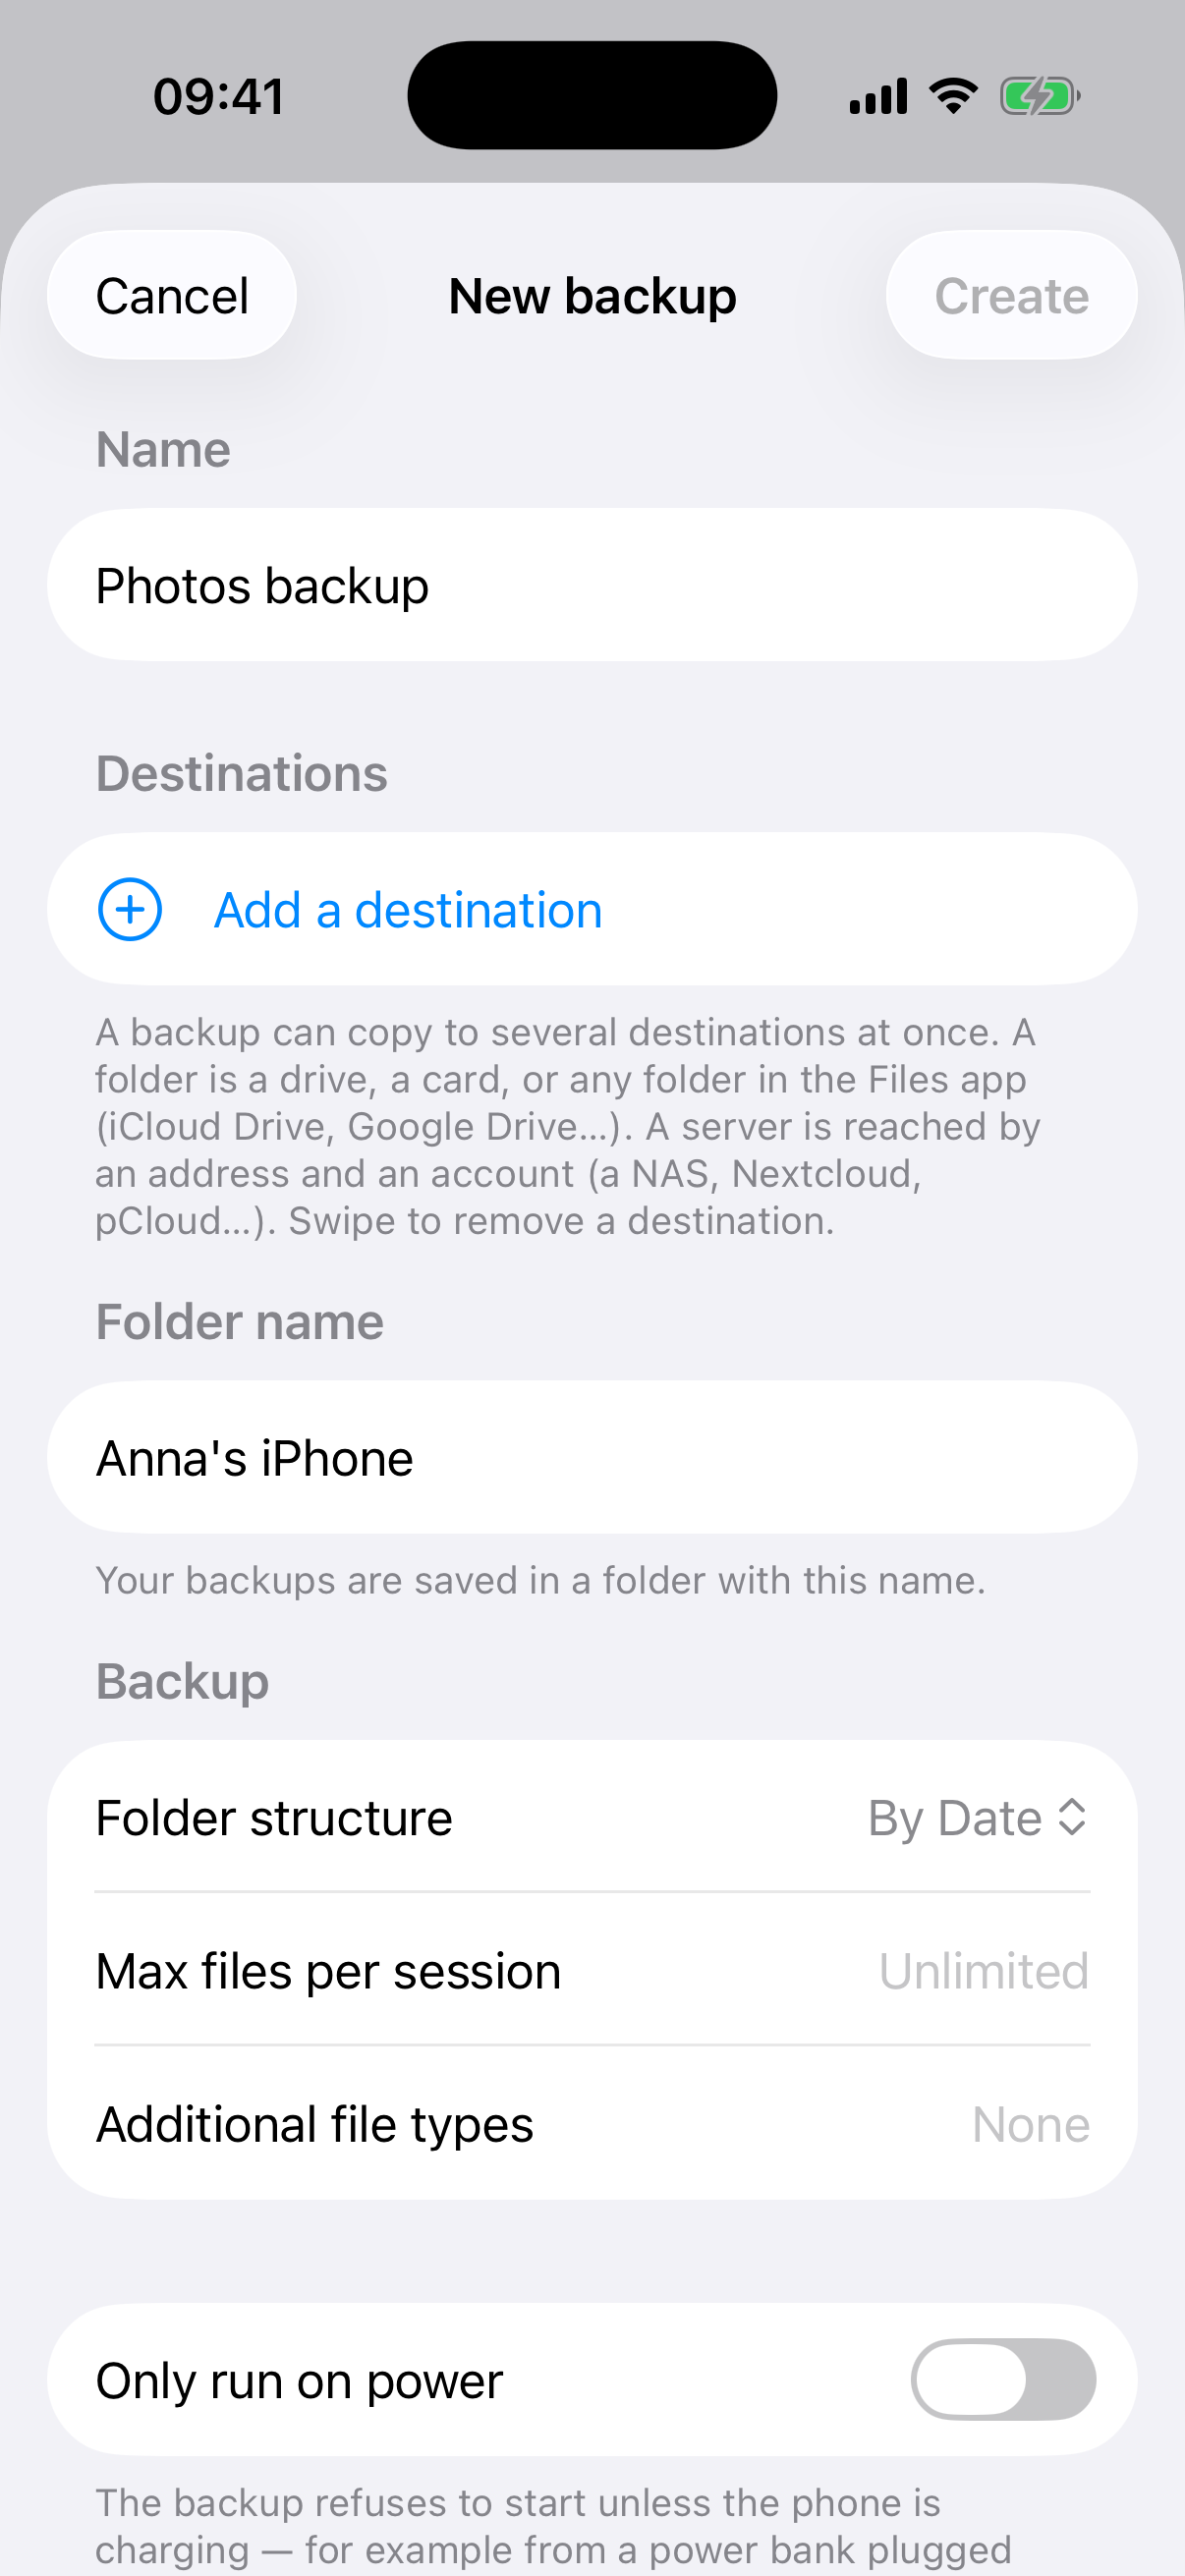 09:41
Cancel
New backup
Create
Name
Photos backup
Destinations
Add a destination
A backup can copy to several destinations at once. A
folder is a drive, a card, or any folder in the Files app
(iCloud Drive, Google Drive…). A server is reached by
an address and an account (a NAS, Nextcloud,
pCloud…). Swipe to remove a destination.
Folder name
Anna's iPhone
Your backups are saved in a folder with this name.
Backup
Folder structure
By Date
Max files per session
Unlimited
Additional file types
None
Only run on power
The backup refuses to start unless the phone is
charging — for example from a power bank plugged